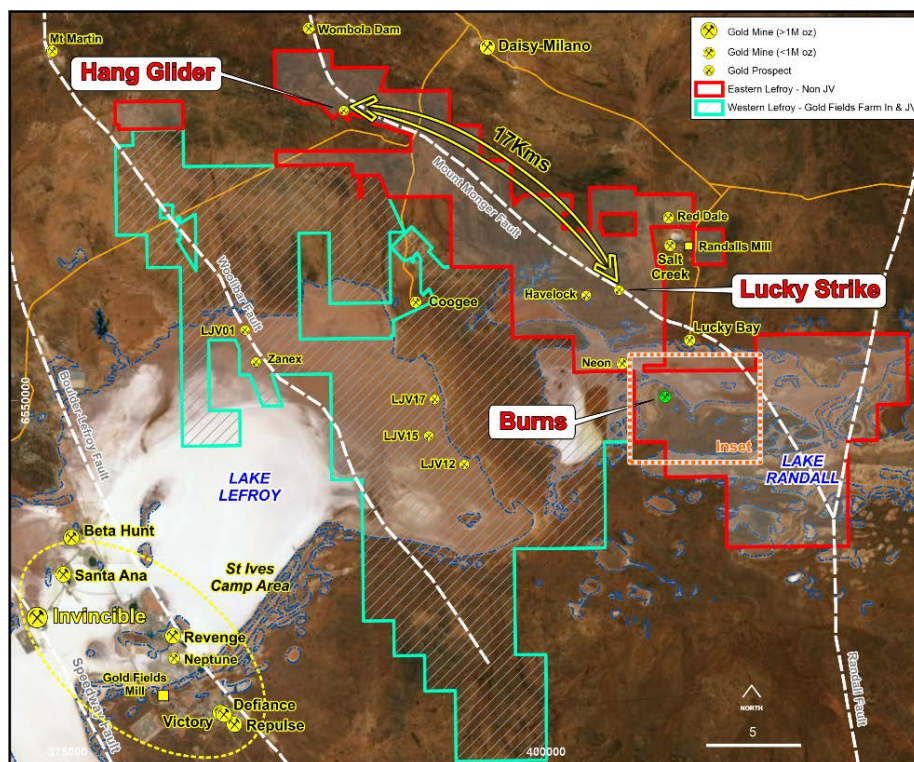 Mt Martin
Wombola Dam
Daisy-Milano
Gold Mine (>1M oz)
Gold Mine (<1M oz)
Gold Prospect
Eastern Lefroy - Non JV
Western Lefroy - Gold Fields Farm In & JV
Hang Glider
17Kms
Mount Monger Fault
Red Dale
Salt
Creek
Randalls Mill
Woolibar Fault
Coogee
Havelock
Lucky Strike
LJV01
Zanex
Lucky Bay
Neon
6550000
Boulder-Lefroy Fault
LJV17
Burns
LJV15
Inset
LJV12
LAKE
LEFROY
LAKE
RANDALL
Beta Hunt
St Ives
Camp Area
Santa Ana
Invincible
Revenge
Neptune
Gold Fields
Mill
Speedway Fault
Defiance
Victory
Repulse
Randall Fault
NORTH
5
375000
400000